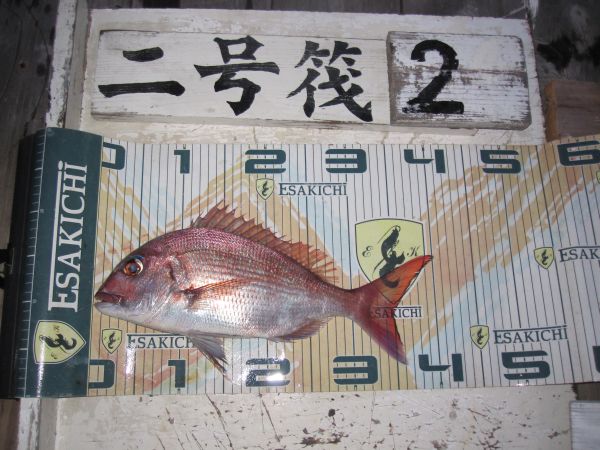 二号筏 2
0 1 2 3 4 5 6
ESAKICHI
ESAKICHI
E K
ESAKICHI
ESAKICHI
ESAKICHI
ESAKICHI
0 1 2 3 4 5